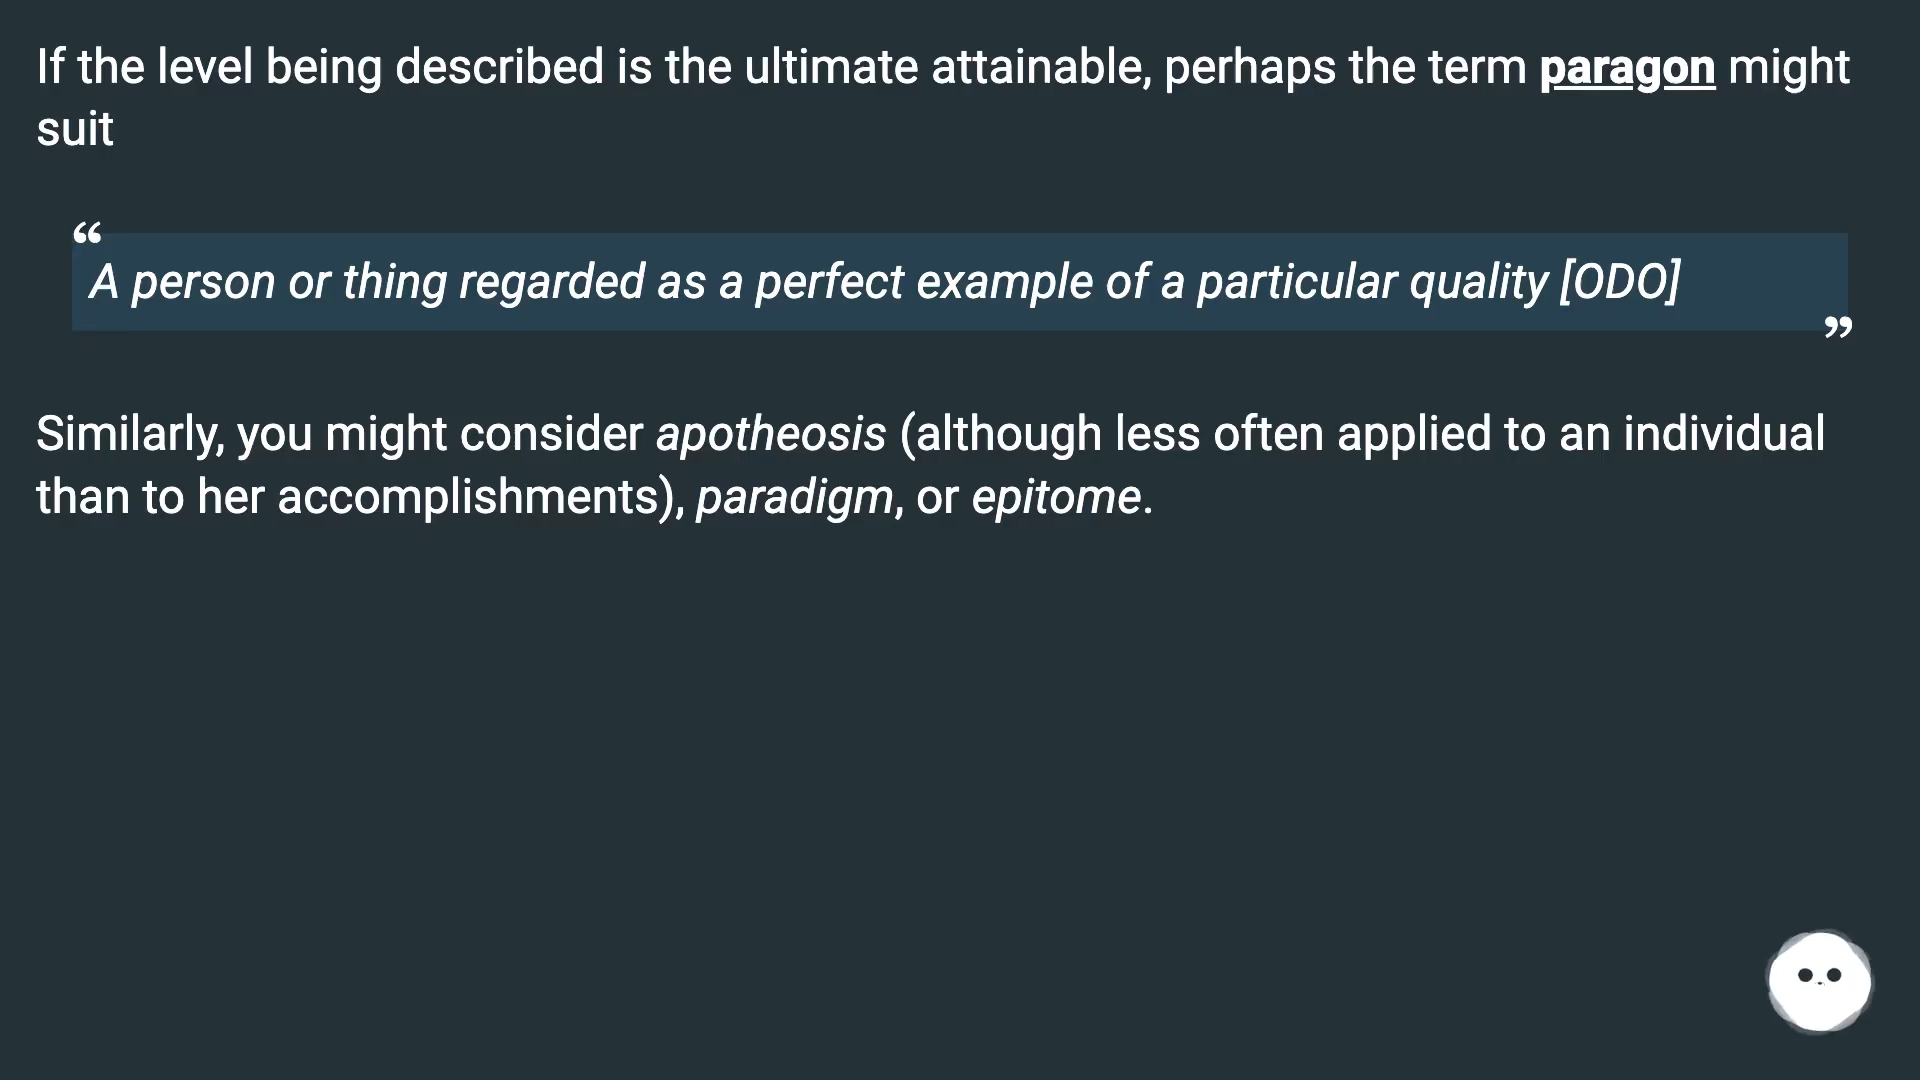 If the level being described is the ultimate attainable, perhaps the term paragon might
suit
“
A person or thing regarded as a perfect example of a particular quality [ODO]
”
Similarly, you might consider apotheosis (although less often applied to an individual
than to her accomplishments), paradigm, or epitome.